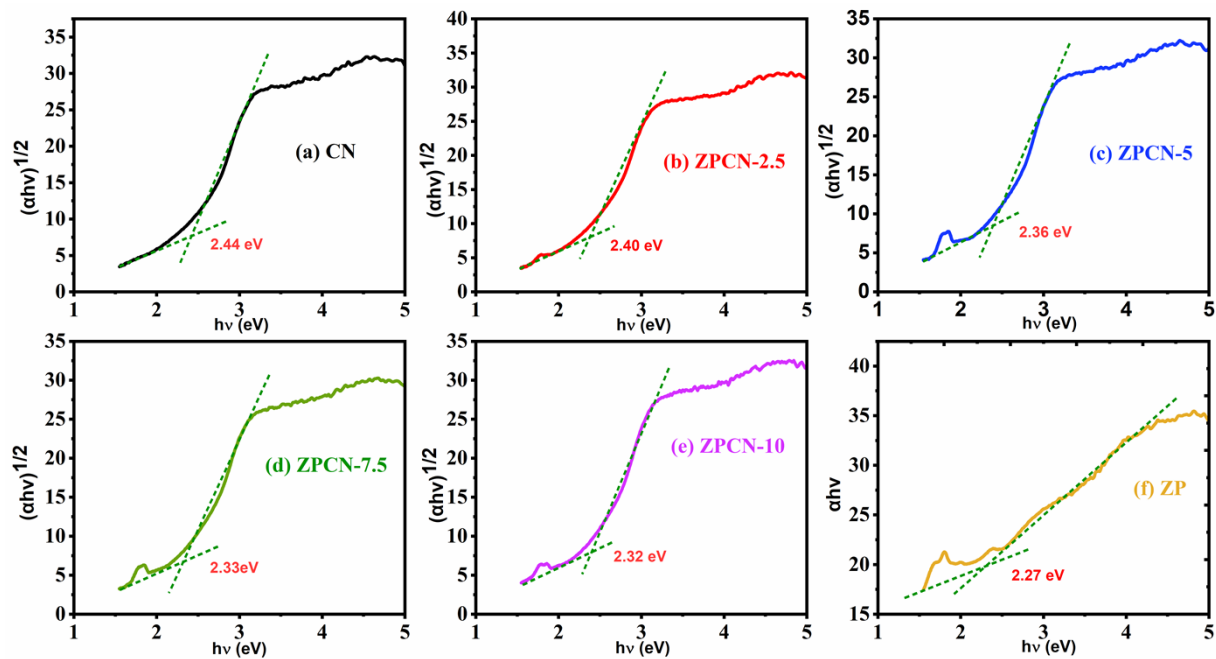 (αhv)1/2
35
30
25
20
15
10
5
0
(a) CN
2.44 eV
1 2 3 4 5
hν (eV)
(αhv)1/2
40
35
30
25
20
15
10
5
0
(b) ZPCN-2.5
2.40 eV
1 2 3 4 5
hν (eV)
(αhv)1/2
35
30
25
20
15
10
5
0
(c) ZPCN-5
2.36 eV
1 2 3 4 5
hν (eV)
(αhv)1/2
35
30
25
20
15
10
5
0
(d) ZPCN-7.5
2.33eV
1 2 3 4 5
hν (eV)
(αhv)1/2
35
30
25
20
15
10
5
0
(e) ZPCN-10
2.32 eV
1 2 3 4 5
hν (eV)
αhv
40
35
30
25
20
15
(f) ZP
2.27 eV
1 2 3 4 5
hν (eV)